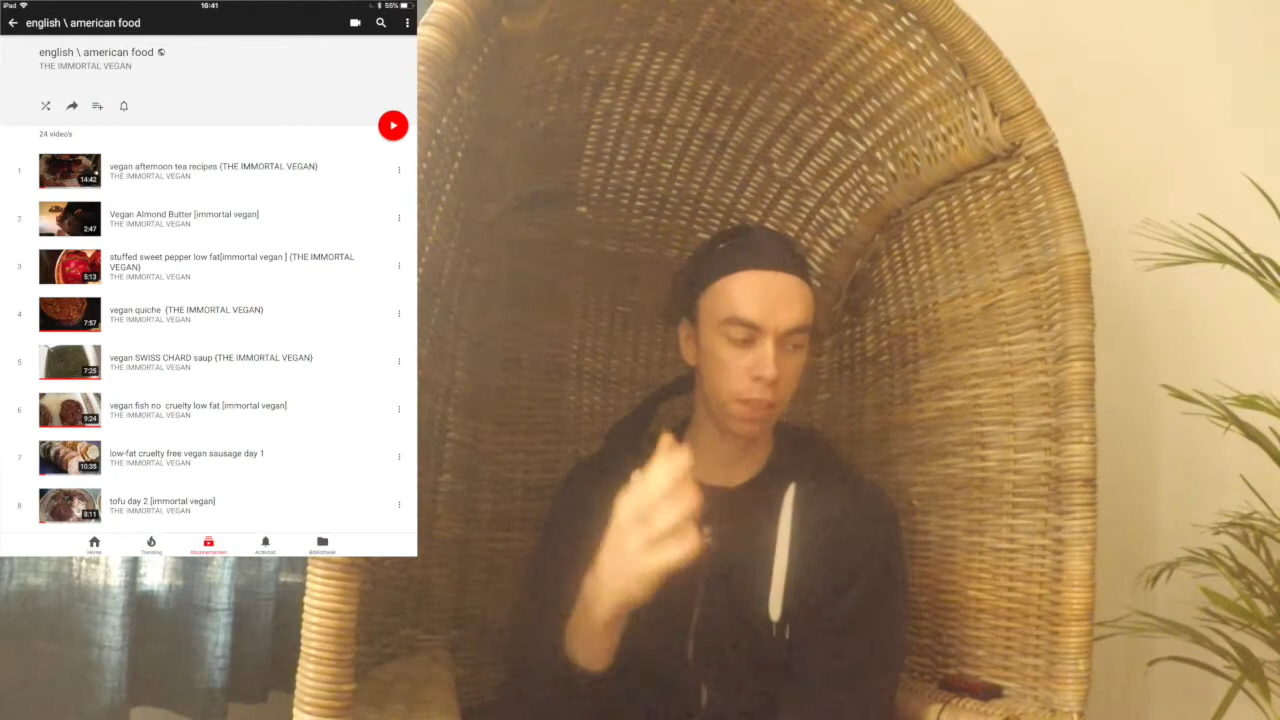 iPad 16:41 55%
english \ american food
english \ american food
THE IMMORTAL VEGAN
24 video's
1 vegan afternoon tea recipes {THE IMMORTAL VEGAN}
THE IMMORTAL VEGAN
14:42
2 Vegan Almond Butter [immortal vegan]
THE IMMORTAL VEGAN
2:47
3 stuffed sweet pepper low fat[immortal vegan ] {THE IMMORTAL
VEGAN}
THE IMMORTAL VEGAN
5:13
4 vegan quiche {THE IMMORTAL VEGAN}
THE IMMORTAL VEGAN
7:57
5 vegan SWISS CHARD saup {THE IMMORTAL VEGAN}
THE IMMORTAL VEGAN
7:25
6 vegan fish no cruelty low fat [immortal vegan]
THE IMMORTAL VEGAN
9:24
7 low-fat cruelty free vegan sausage day 1
THE IMMORTAL VEGAN
10:35
8 tofu day 2 [immortal vegan]
THE IMMORTAL VEGAN
8:11
Home Trending Abonnementen Activiteit Bibliotheek